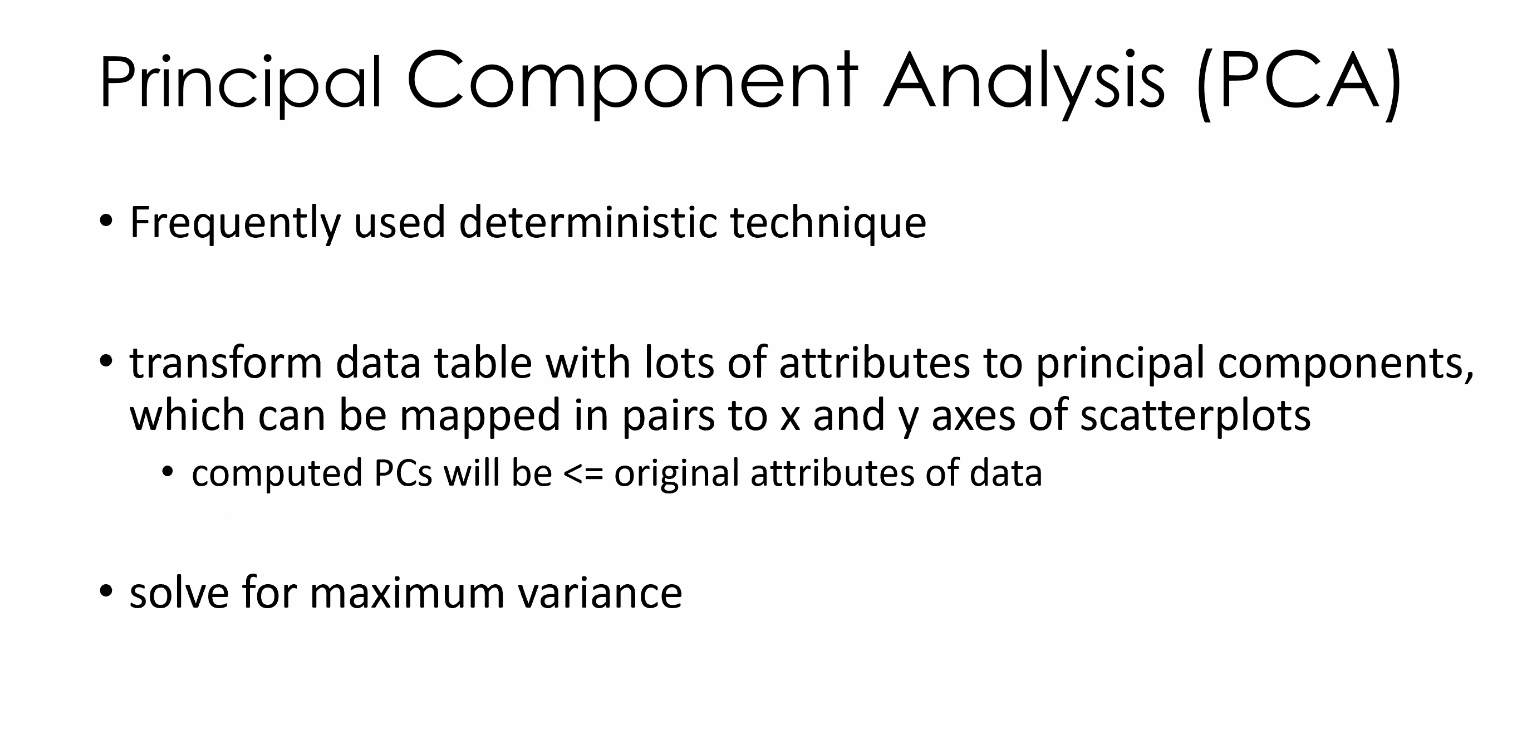 Principal Component Analysis (PCA)
• Frequently used deterministic technique
• transform data table with lots of attributes to principal components,
which can be mapped in pairs to x and y axes of scatterplots
• computed PCs will be <= original attributes of data
• solve for maximum variance